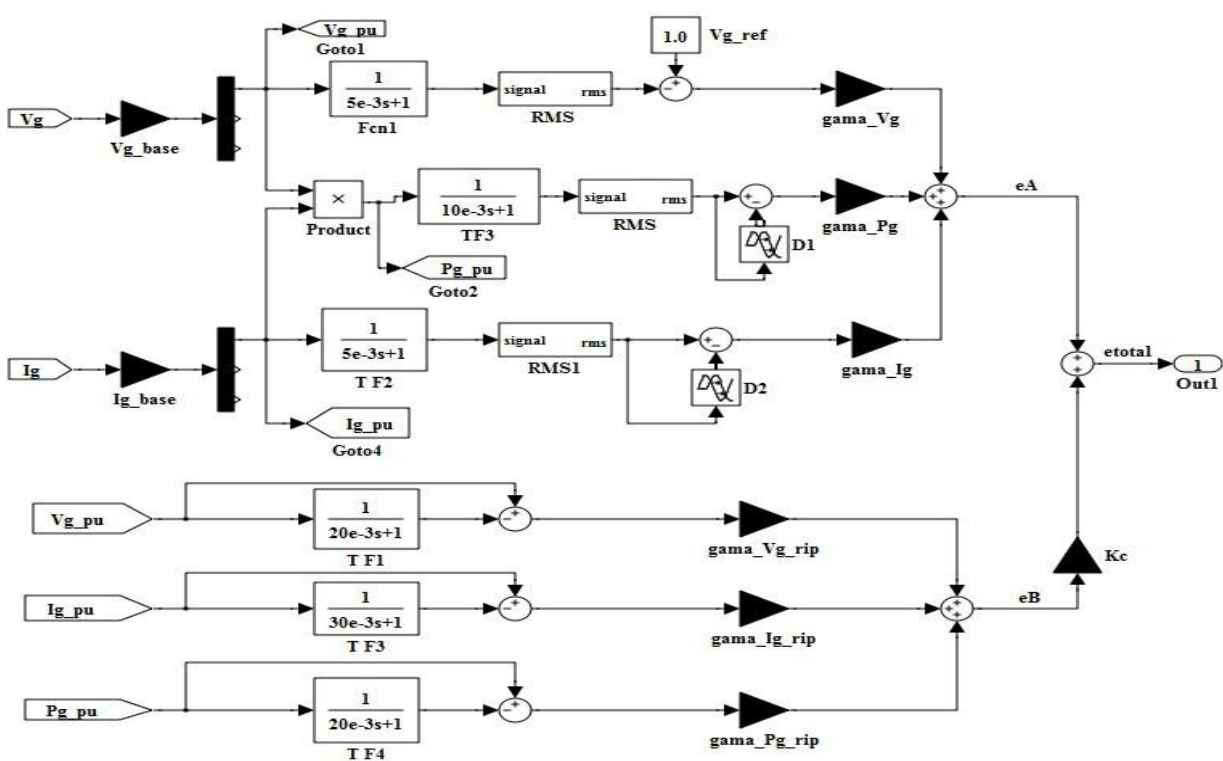 Vg_pu
Goto1
1.0
Vg_ref
1
5e-3s+1
Fcn1
signal rms
RMS
+
-
gama_Vg
Vg
Vg_base
×
Product
1
10e-3s+1
TF3
signal rms
RMS
+
-
D1
gama_Pg
+
+
+
eA
Pg_pu
Goto2
Ig
Ig_base
1
5e-3s+1
T F2
signal rms
RMS1
+
-
D2
gama_Ig
Ig_pu
Goto4
+
+
etotal
1
Out1
Vg_pu
1
20e-3s+1
T F1
+
-
gama_Vg_rip
Kc
Ig_pu
1
30e-3s+1
T F3
+
-
gama_Ig_rip
+
+
+
eB
Pg_pu
1
20e-3s+1
T F4
+
-
gama_Pg_rip